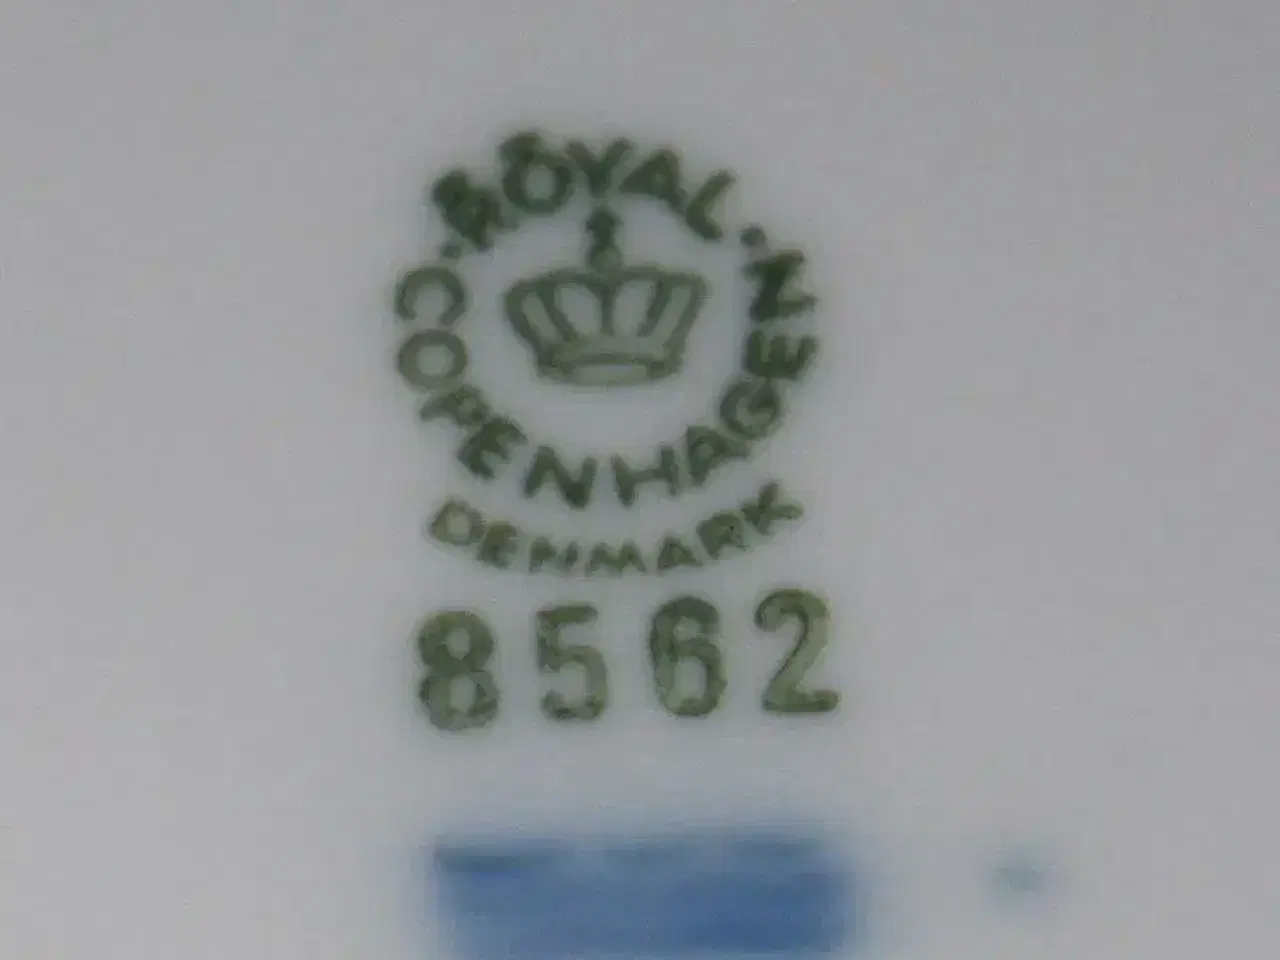 ROYAL
COPENHAGEN
DENMARK
8562